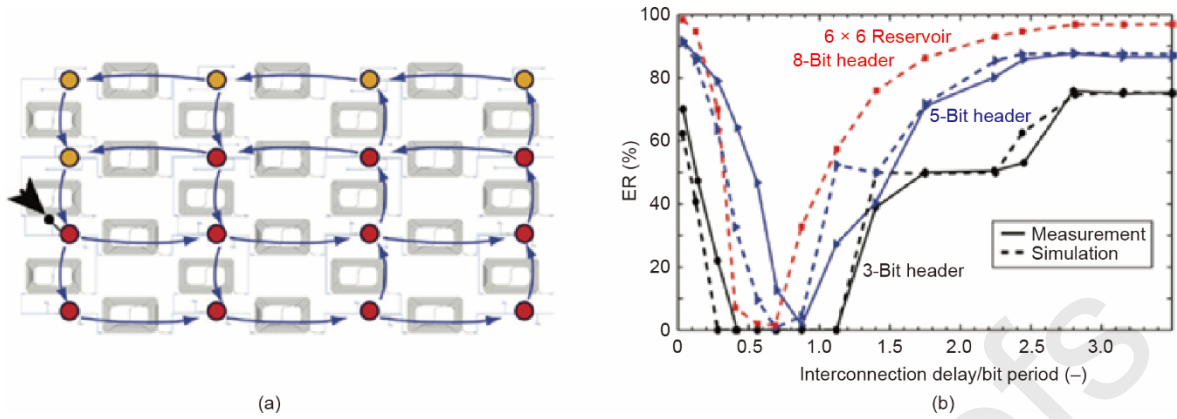 (a)
100
80
60
40
20
0
ER (%)
6 × 6 Reservoir
8-Bit header
5-Bit header
3-Bit header
Measurement
Simulation
0 0.5 1.0 1.5 2.0 2.5 3.0
Interconnection delay/bit period (–)
(b)